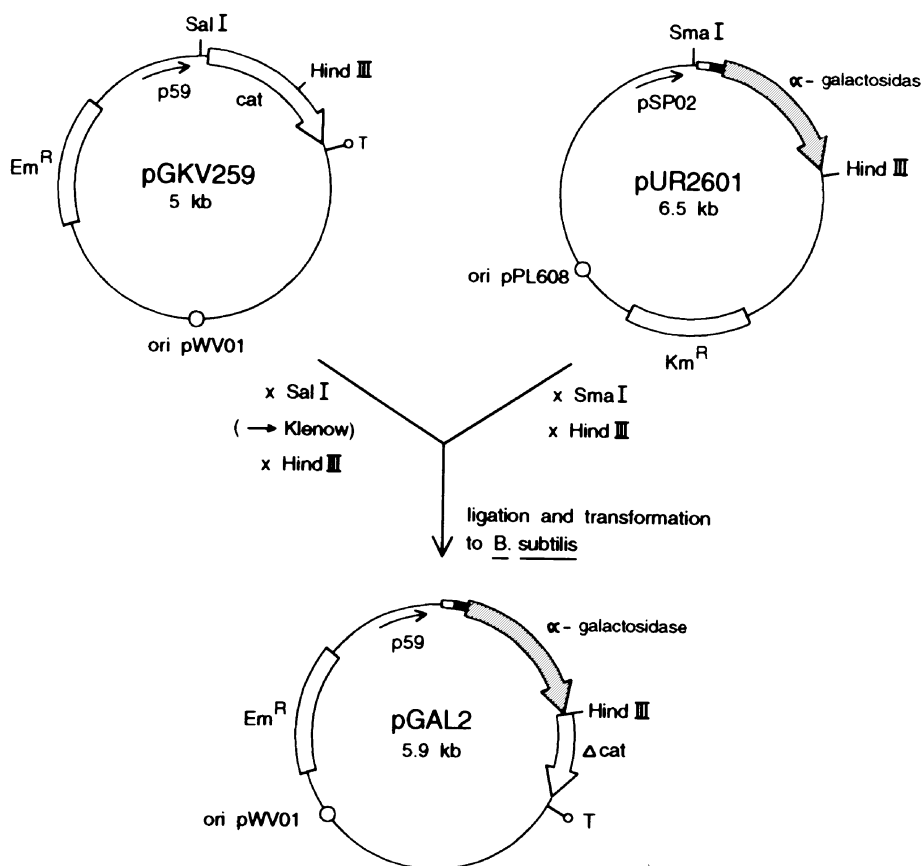 Sal I
Hind III
p59
cat
T
Em^R
pGKV259
5 kb
ori pWV01
Sma I
α - galactosidas
pSP02
Hind III
pUR2601
6.5 kb
ori pPL608
Km^R
x Sal I
( → Klenow)
x Hind III
x Sma I
x Hind III
ligation and transformation
to B. subtilis
p59
α - galactosidase
Em^R
Hind III
pGAL2
5.9 kb
Δ cat
ori pWV01
T